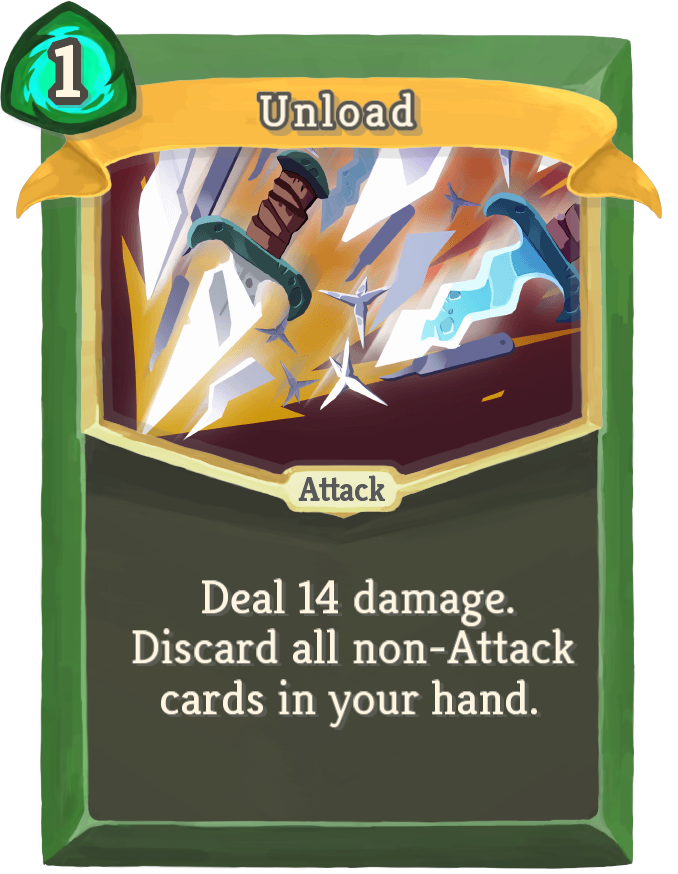 1
Unload
Attack
Deal 14 damage.
Discard all non-Attack
cards in your hand.